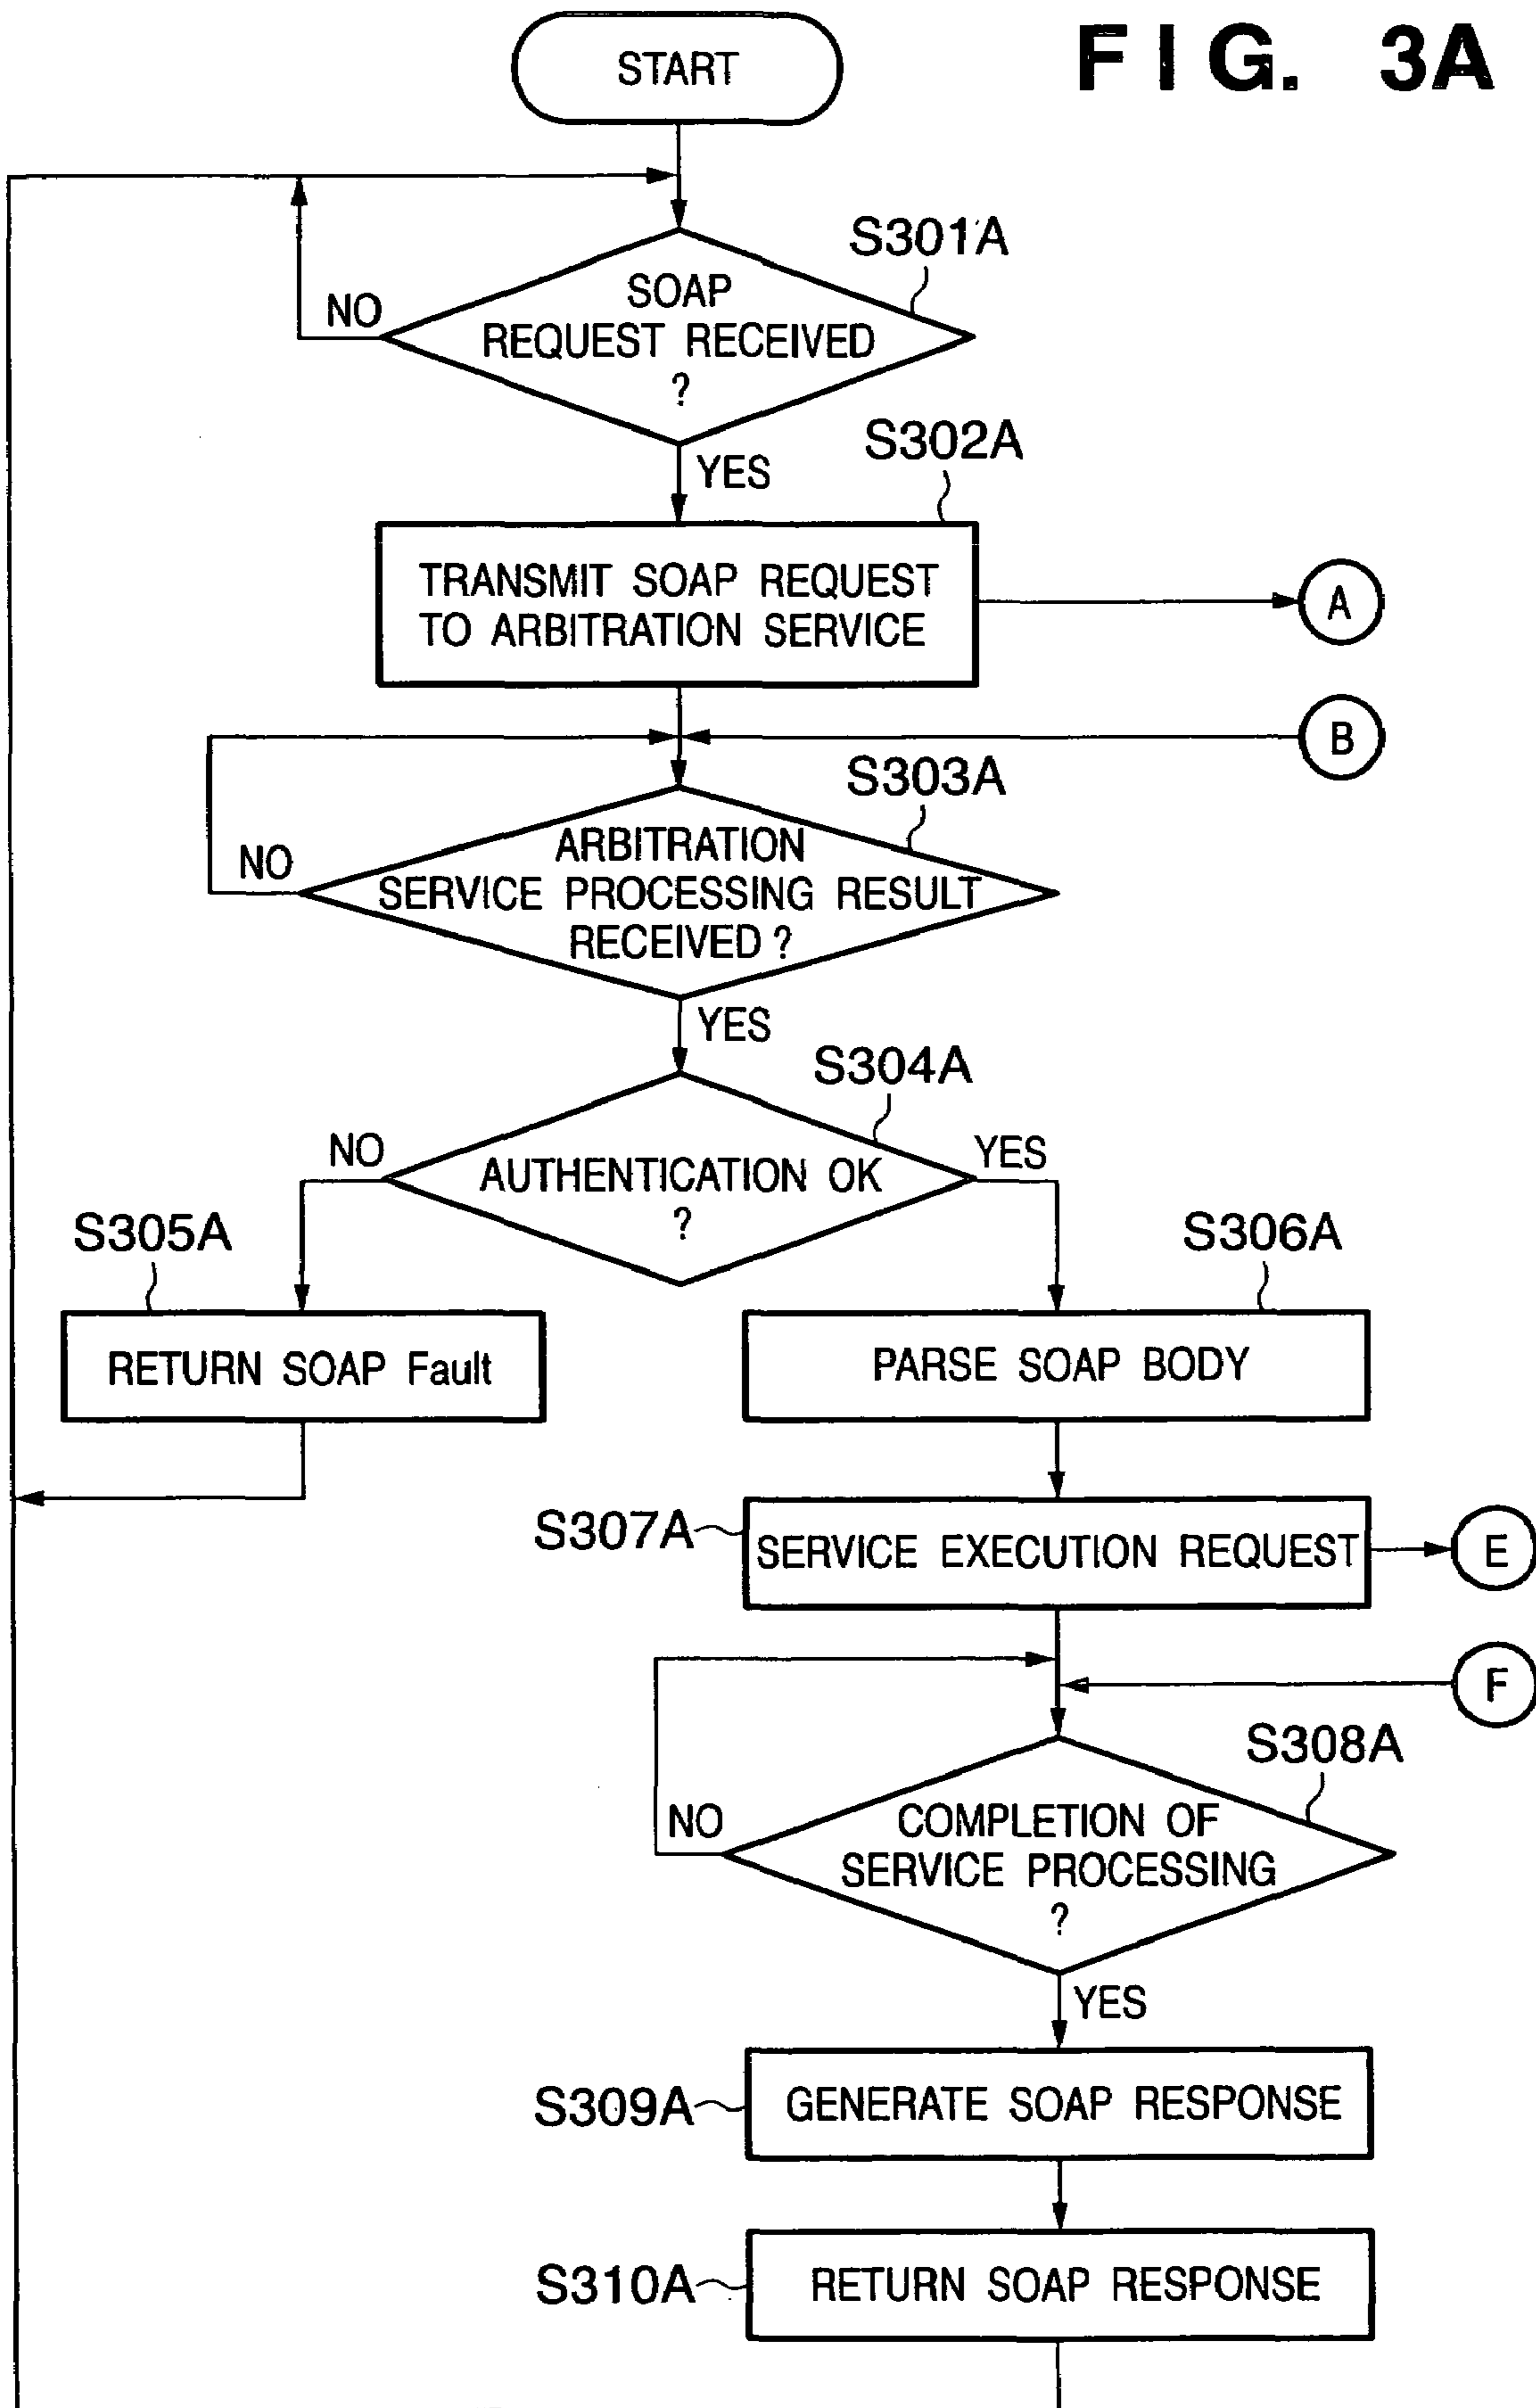 FIG. 3A
START
S301A
SOAP
REQUEST RECEIVED
?
NO
YES
S302A
TRANSMIT SOAP REQUEST
TO ARBITRATION SERVICE
A
B
S303A
ARBITRATION
SERVICE PROCESSING RESULT
RECEIVED ?
NO
YES
S304A
AUTHENTICATION OK
?
NO
YES
S305A
RETURN SOAP Fault
S306A
PARSE SOAP BODY
S307A
SERVICE EXECUTION REQUEST
E
F
S308A
COMPLETION OF
SERVICE PROCESSING
?
NO
YES
S309A
GENERATE SOAP RESPONSE
S310A
RETURN SOAP RESPONSE